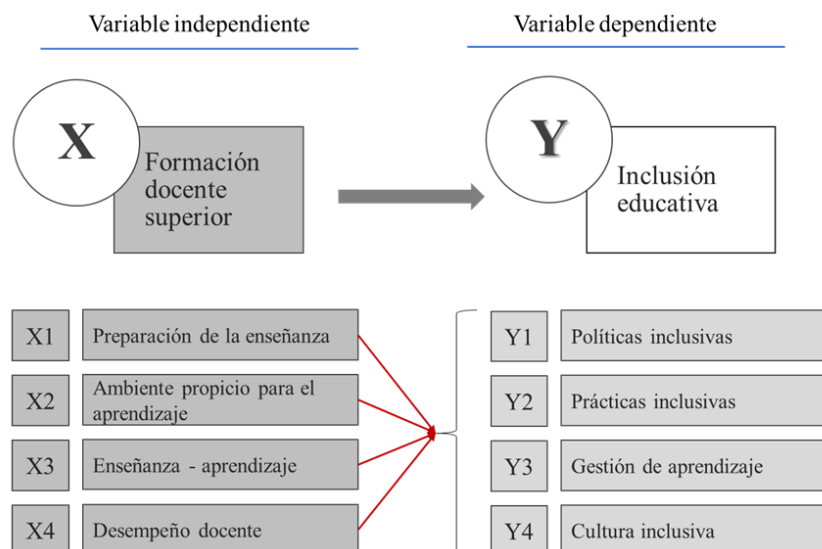 Variable independiente
Variable dependiente
X
Formación
docente
superior
Y
Inclusión
educativa
X1
Preparación de la enseñanza
X2
Ambiente propicio para el
aprendizaje
X3
Enseñanza - aprendizaje
X4
Desempeño docente
Y1
Políticas inclusivas
Y2
Prácticas inclusivas
Y3
Gestión de aprendizaje
Y4
Cultura inclusiva